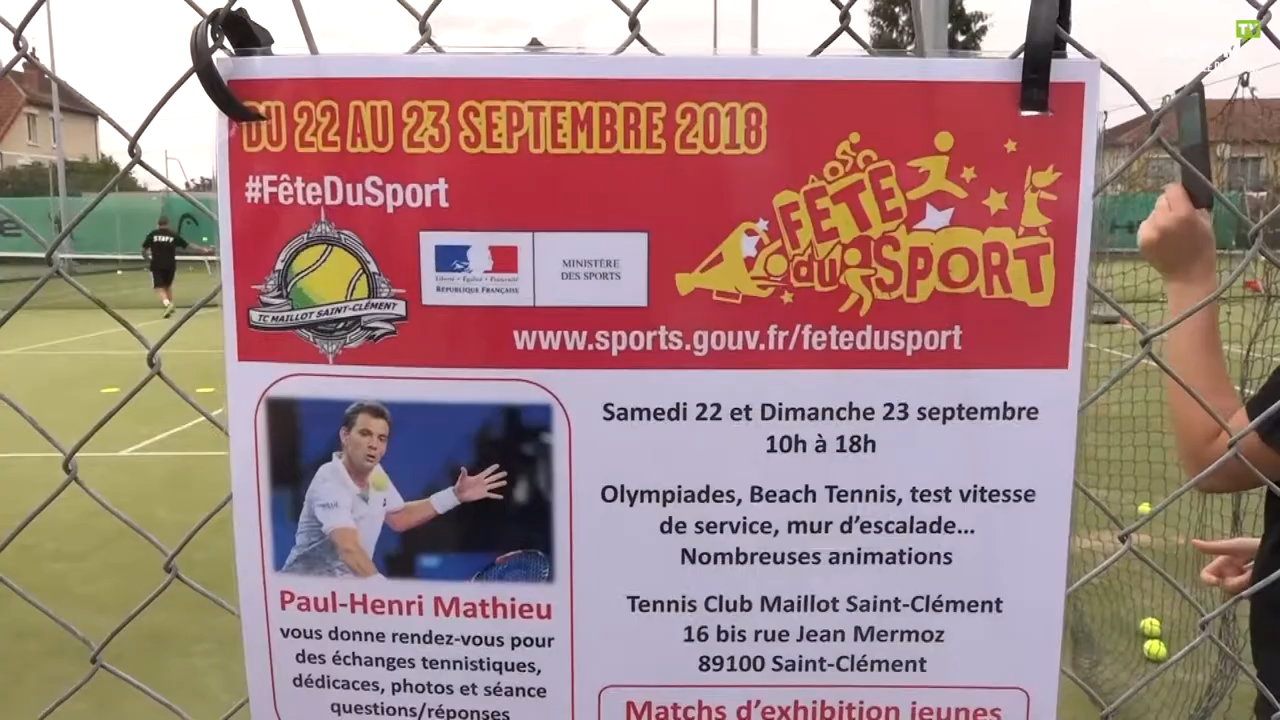 TV
DU 22 AU 23 SEPTEMBRE 2018
#FêteDuSport
STAFF
FÊTE
du SPORT
TC MAILLOT SAINT-CLÉMENT
Liberté • Égalité • Fraternité
RÉPUBLIQUE FRANÇAISE
MINISTÈRE
DES SPORTS
www.sports.gouv.fr/fetedusport
Paul-Henri Mathieu
vous donne rendez-vous pour
des échanges tennistiques,
dédicaces, photos et séance
questions/réponses
Samedi 22 et Dimanche 23 septembre
10h à 18h
Olympiades, Beach Tennis, test vitesse
de service, mur d'escalade...
Nombreuses animations
Tennis Club Maillot Saint-Clément
16 bis rue Jean Mermoz
89100 Saint-Clément
Matchs d'exhibition jeunes